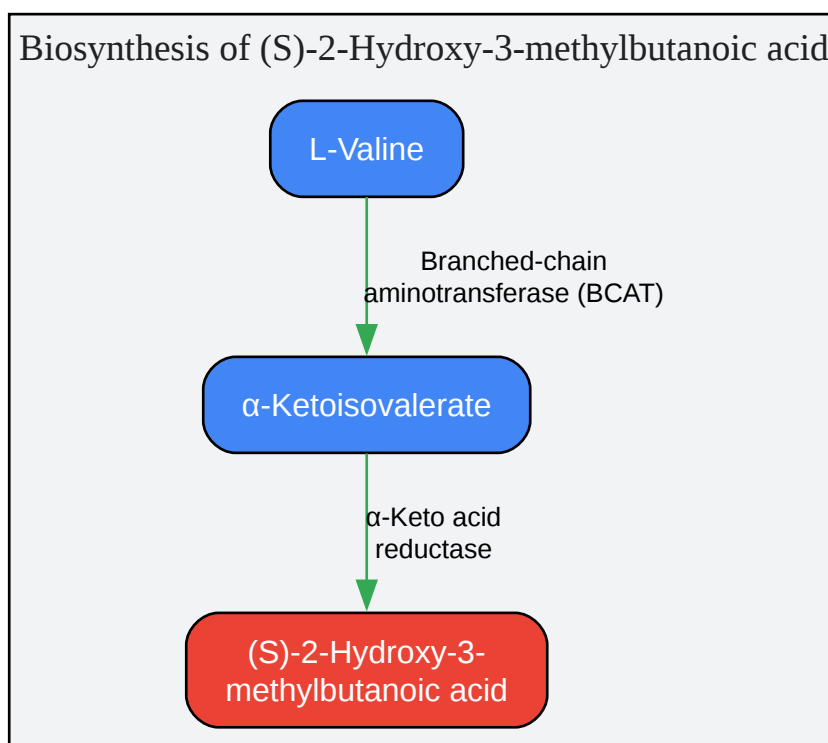 Biosynthesis of (S)-2-Hydroxy-3-methylbutanoic acid
L-Valine
Branched-chain
aminotransferase (BCAT)
α-Ketoisovalerate
α-Keto acid
reductase
(S)-2-Hydroxy-3-
methylbutanoic acid